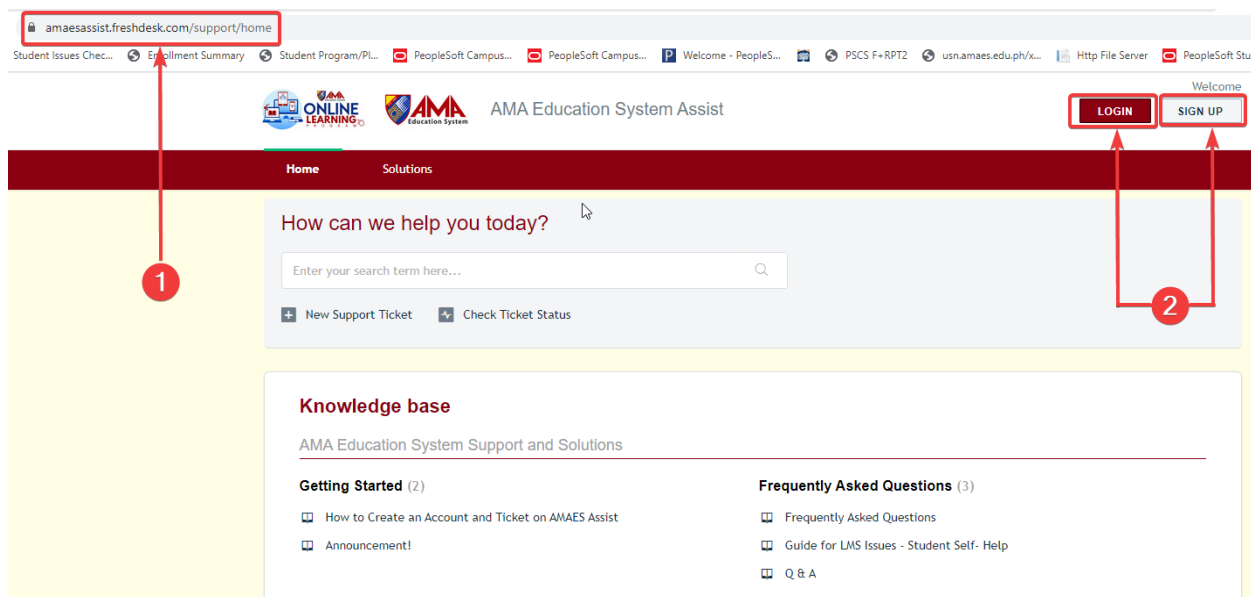 amaesassist.freshdesk.com/support/home
Student Issues Chec... Enrollment Summary Student Program/Pl... PeopleSoft Campus... PeopleSoft Campus... Welcome - PeopleS... PSCS F+RPT2 usn.amaes.edu.ph/x... Http File Server PeopleSoft Stu
Welcome
AMA
ONLINE
LEARNING
PROGRAM
AMA
Education System
AMA Education System Assist
LOGIN SIGN UP
Home Solutions
How can we help you today?
1
Enter your search term here...
New Support Ticket Check Ticket Status
2
Knowledge base
AMA Education System Support and Solutions
Getting Started (2)
How to Create an Account and Ticket on AMAES Assist
Announcement!
Frequently Asked Questions (3)
Frequently Asked Questions
Guide for LMS Issues - Student Self- Help
Q & A